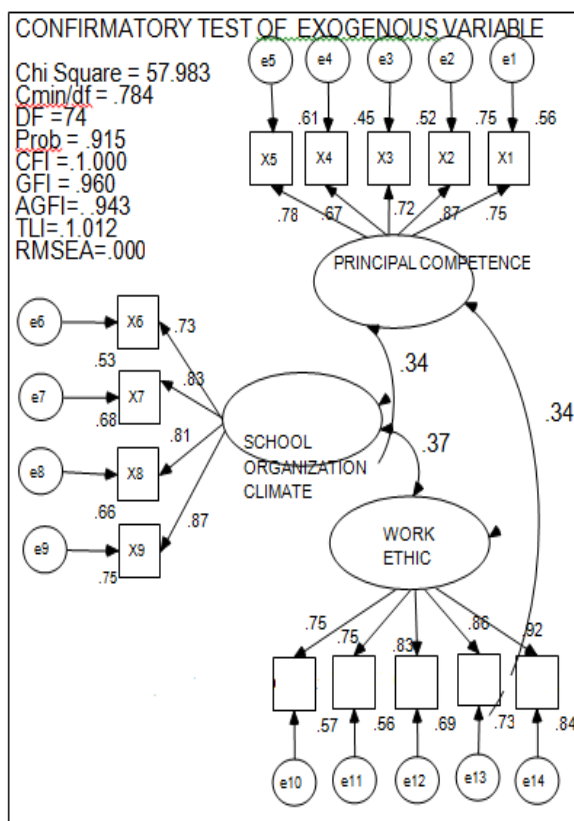 CONFIRMATORY TEST OF EXOGENOUS VARIABLE
Chi Square = 57.983
Cmin/df = .784
DF =74
Prob = .915
CFI =.1.000
GFI = .960
AGFI=. .943
TLI=.1.012
RMSEA=.000
e5 e4 e3 e2 e1
.61 .45 .52 .75 .56
X5 X4 X3 X2 X1
.78 .67 .72 .87 .75
PRINCIPAL COMPETENCE
e6 X6 .73
.53
e7 X7 .83
.68
e8 X8 .81
.66
e9 X9 .87
.75
SCHOOL
ORGANIZATION
CLIMATE
.34
.34
.37
WORK
ETHIC
.75 .75 .83 .86 .92
.57 .56 .69 .73 .84
e10 e11 e12 e13 e14